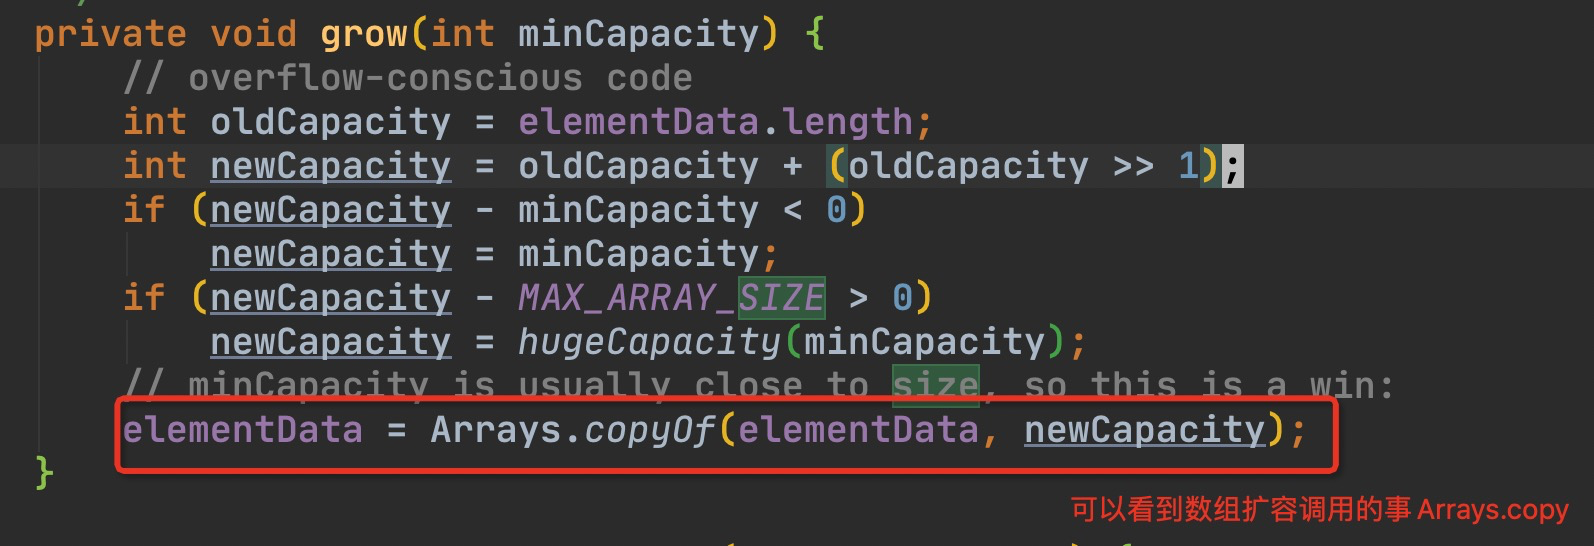 private void grow(int minCapacity) {
// overflow-conscious code
int oldCapacity = elementData.length;
int newCapacity = oldCapacity + (oldCapacity >> 1);
if (newCapacity - minCapacity < 0)
newCapacity = minCapacity;
if (newCapacity - MAX_ARRAY_SIZE > 0)
newCapacity = hugeCapacity(minCapacity);
// minCapacity is usually close to size, so this is a win:
elementData = Arrays.copyOf(elementData, newCapacity);
}
可以看到数组扩容调用的事 Arrays.copy